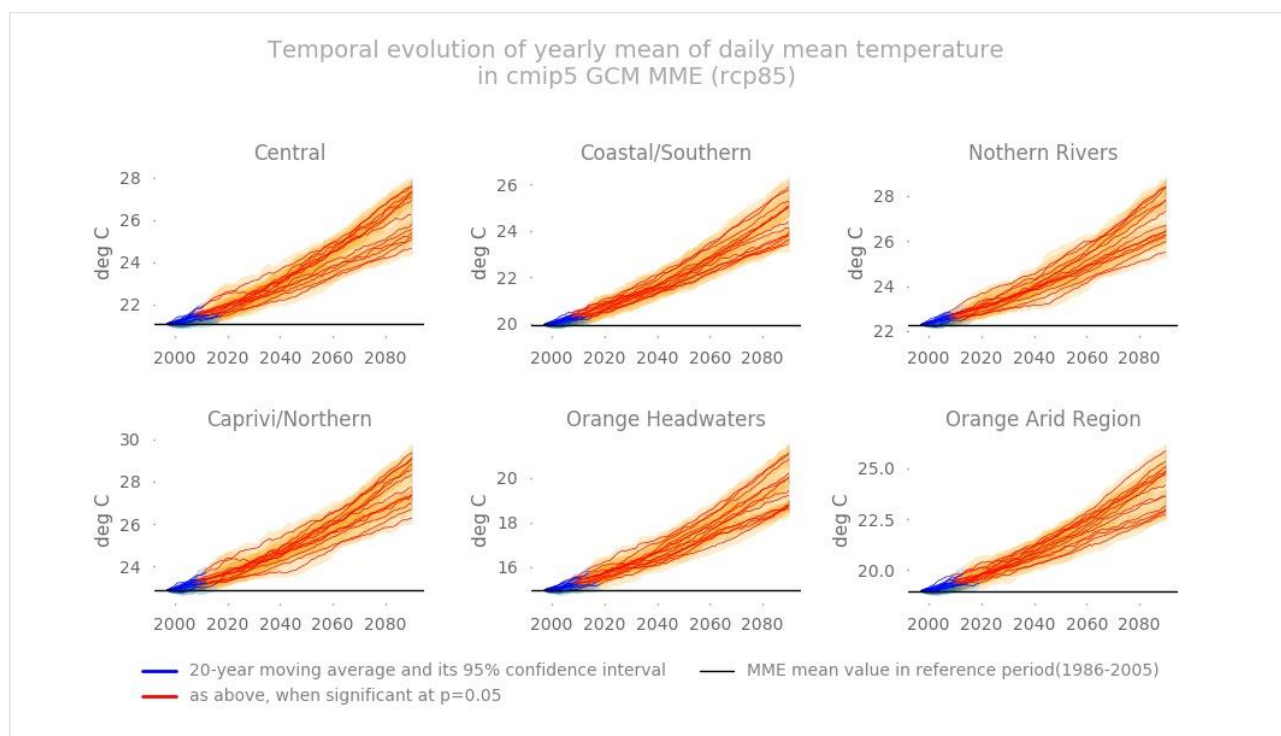 Temporal evolution of yearly mean of daily mean temperature
in cmip5 GCM MME (rcp85)
Central
28
26
24
22
deg C
2000 2020 2040 2060 2080
Coastal/Southern
26
24
22
20
deg C
2000 2020 2040 2060 2080
Nothern Rivers
28
26
24
22
deg C
2000 2020 2040 2060 2080
Caprivi/Northern
30
28
26
24
deg C
2000 2020 2040 2060 2080
Orange Headwaters
20
18
16
deg C
2000 2020 2040 2060 2080
Orange Arid Region
25.0
22.5
20.0
deg C
2000 2020 2040 2060 2080
20-year moving average and its 95% confidence interval
as above, when significant at p=0.05
MME mean value in reference period(1986-2005)